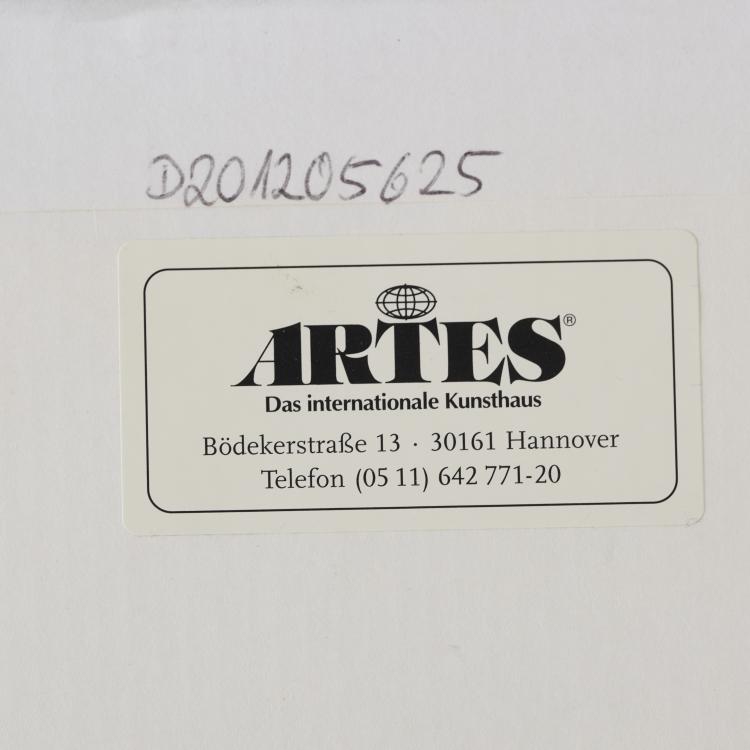 D201205625
ARTES®
Das internationale Kunsthaus
Bödekerstraße 13 · 30161 Hannover
Telefon (05 11) 642 771-20